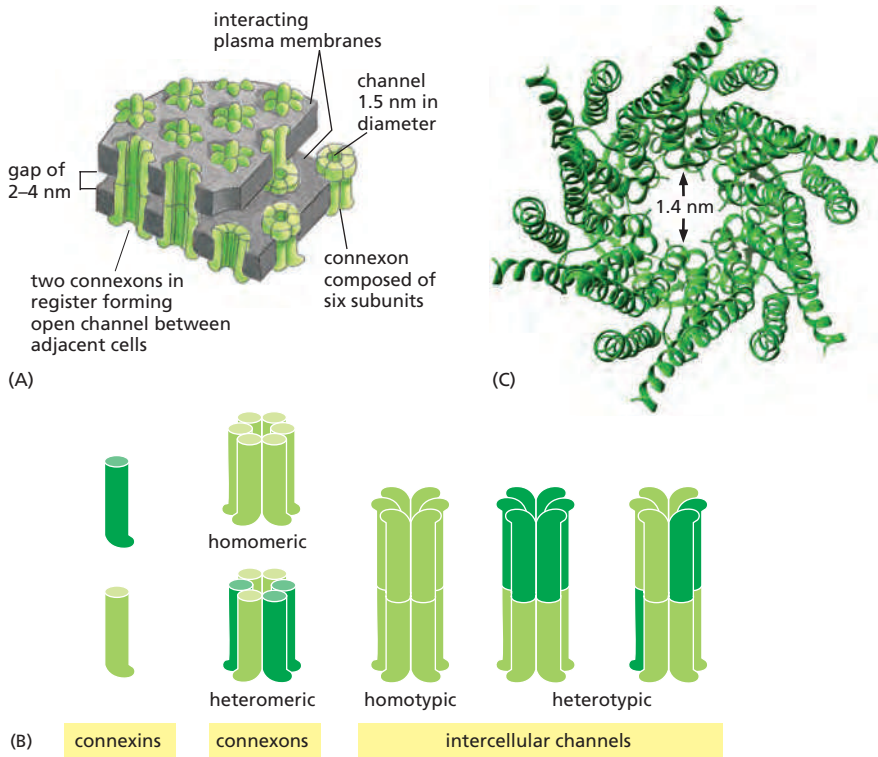 interacting
plasma membranes
channel
1.5 nm in
diameter
gap of
2–4 nm
two connexons in
register forming
open channel between
adjacent cells
connexon
composed of
six subunits
(A)
1.4 nm
(C)
homomeric
heteromeric
homotypic
heterotypic
(B)
connexins
connexons
intercellular channels